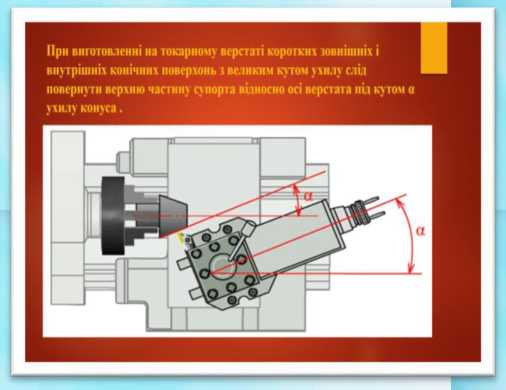 При виготовленні на токарному верстаті коротких зовнішніх і
внутрішніх конічних поверхонь з великим кутом ухилу слід
повернути верхню частину супорта відносно осі верстата під кутом α
ухилу конуса .
α
α